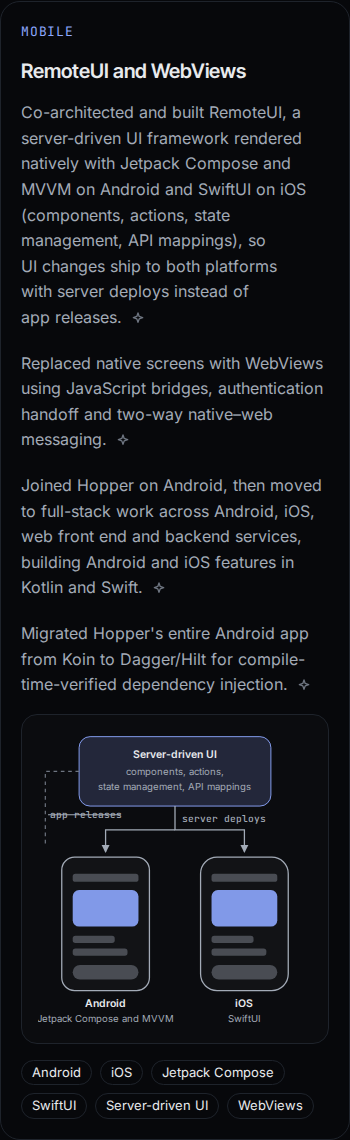 MOBILE
RemoteUI and WebViews
Co-architected and built RemoteUI, a
server-driven UI framework rendered
natively with Jetpack Compose and
MVVM on Android and SwiftUI on iOS
(components, actions, state
management, API mappings), so
UI changes ship to both platforms
with server deploys instead of
app releases.
Replaced native screens with WebViews
using JavaScript bridges, authentication
handoff and two-way native–web
messaging.
Joined Hopper on Android, then moved
to full-stack work across Android, iOS,
web front end and backend services,
building Android and iOS features in
Kotlin and Swift.
Migrated Hopper's entire Android app
from Koin to Dagger/Hilt for compile-
time-verified dependency injection.
Server-driven UI
components, actions,
state management, API mappings
app releases
server deploys
Android
Jetpack Compose and MVVM
iOS
SwiftUI
Android
iOS
Jetpack Compose
SwiftUI
Server-driven UI
WebViews